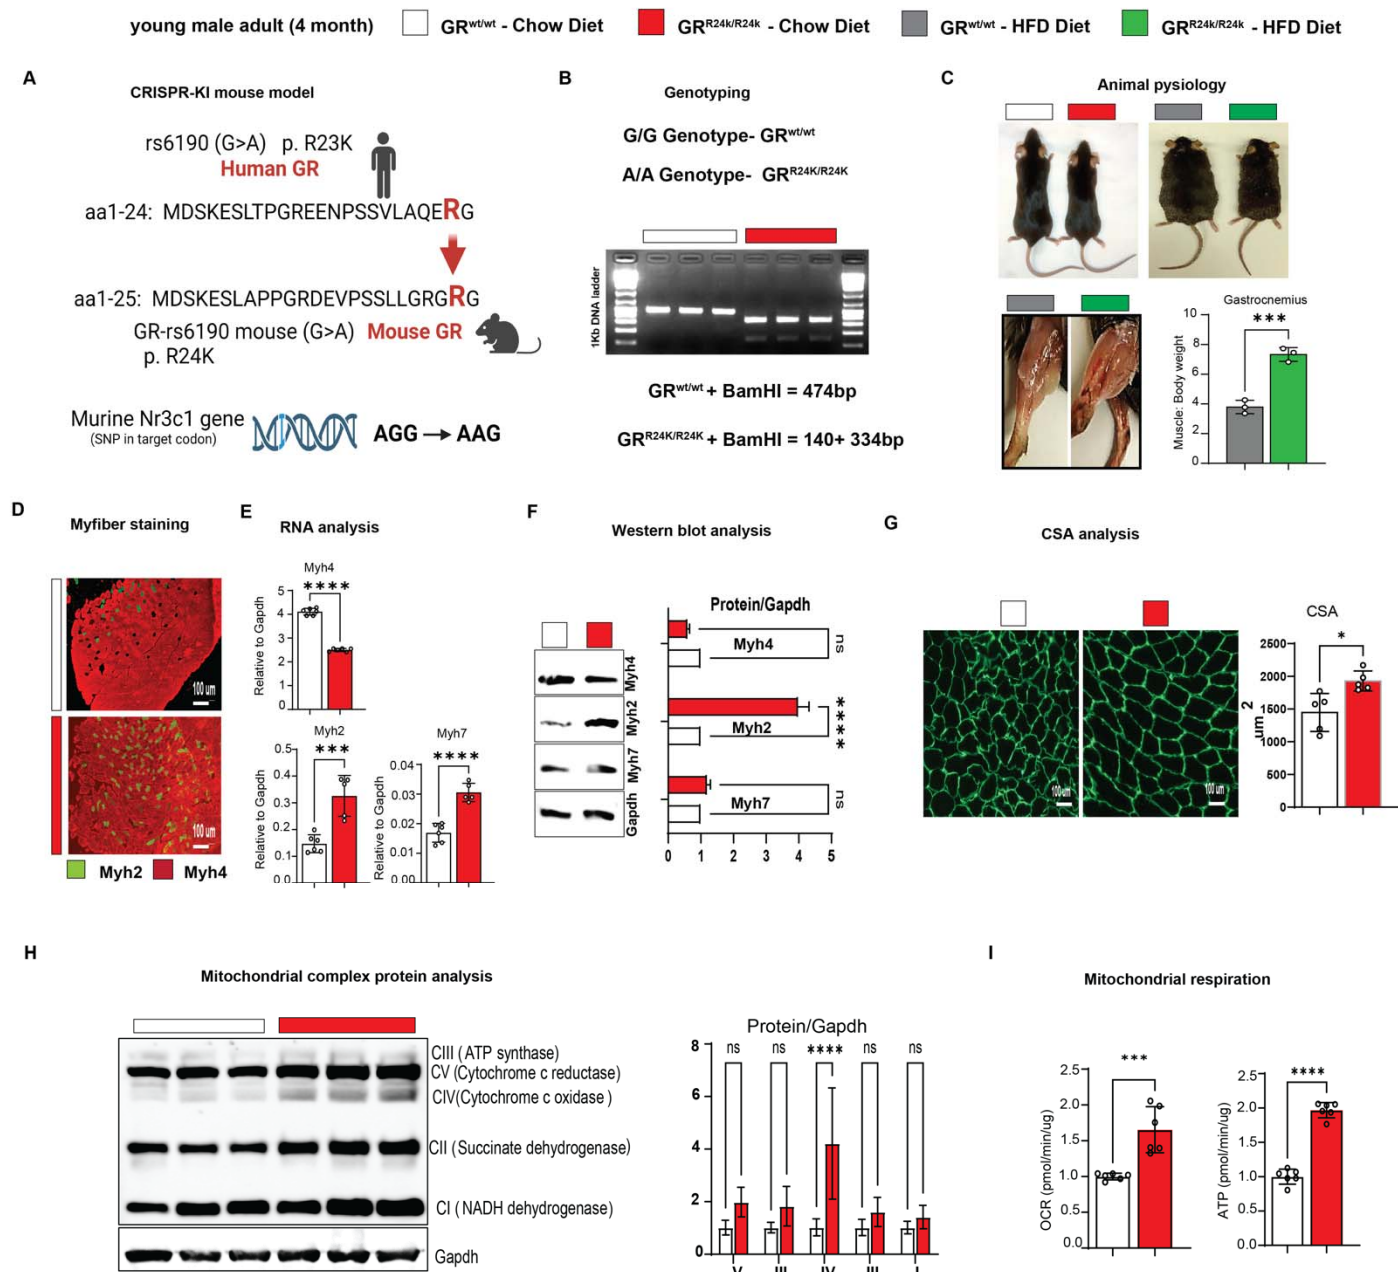 young male adult (4 month) GRwt/wt - Chow Diet GRR24k/R24k - Chow Diet GRwt/wt - HFD Diet GRR24k/R24k - HFD Diet
A
CRISPR-KI mouse model
rs6190 (G>A) p. R23K
Human GR
aa1-24: MDSKESLTPGREENPSSVLAQERG
aa1-25: MDSKESLAPPGRDEVPSSLLGRGRG
GR-rs6190 mouse (G>A) Mouse GR
p. R24K
Murine Nr3c1 gene
(SNP in target codon)
AGG → AAG
B
Genotyping
G/G Genotype- GRwt/wt
A/A Genotype- GRR24K/R24K
1Kb DNA ladder
GRwt/wt + BamHI = 474bp
GRR24K/R24K + BamHI = 140+ 334bp
C
Animal pysiology
Gastrocnemius
***
Muscle: Body weight
10
8
6
4
2
0
D
Myfiber staining
100 um
100 um
Myh2 Myh4
E
RNA analysis
Myh4
****
Relative to Gapdh
5
4
3
2
1
0
Myh2
***
Relative to Gapdh
0.5
0.4
0.3
0.2
0.1
0.0
Myh7
****
Relative to Gapdh
0.04
0.03
0.02
0.01
0.00
F
Western blot analysis
Myh4
Myh2
Myh7
Gapdh
Protein/Gapdh
Myh4
ns
Myh2
****
Myh7
ns
0 1 2 3 4 5
G
CSA analysis
100 um
100 um
CSA
*
um 2
2500
2000
1500
1000
500
0
H
Mitochondrial complex protein analysis
CIII ( ATP synthase)
CV (Cytochrome c reductase)
CIV(Cytochrome c oxidase )
CII (Succinate dehydrogenase)
CI ( NADH dehydrogenase)
Gapdh
Protein/Gapdh
ns ns **** ns ns
8
6
4
2
0
V III IV III I
I
Mitochondrial respiration
***
OCR (pmol/min/ug)
2.5
2.0
1.5
1.0
0.5
0.0
****
ATP (pmol/min/ug)
2.5
2.0
1.5
1.0
0.5
0.0